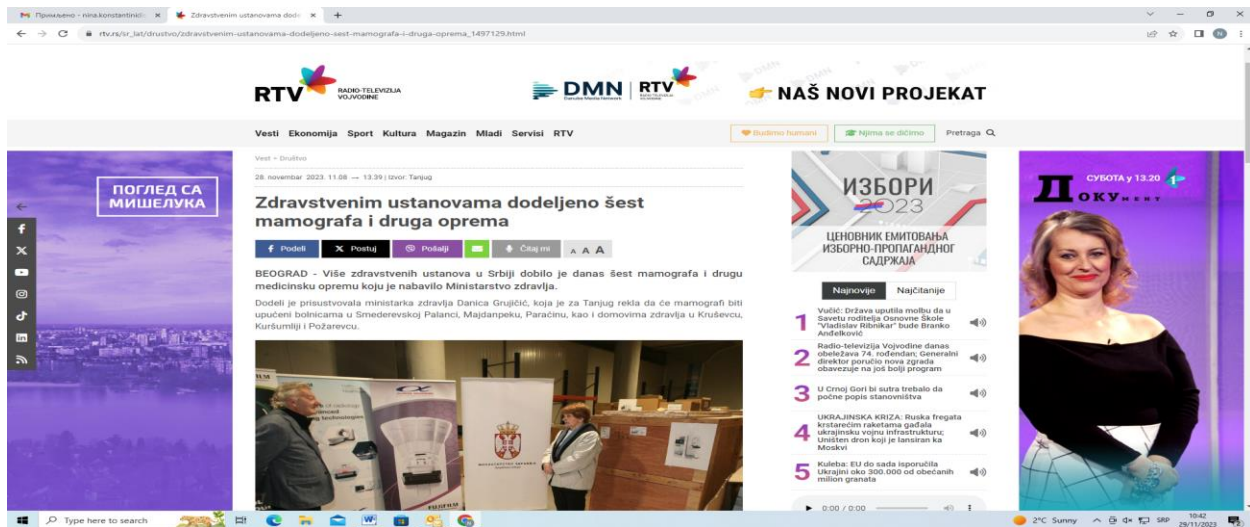 Примљено - nina.konstantinidi
Zdravstvenim ustanovama dode
rtv.rs/sr_lat/drustvo/zdravstvenim-ustanovama-dodeljeno-sest-mamografa-i-druga-oprema_1497129.html
RTV
RADIO-TELEVIZIJA
VOJVODINE
DMN
Danube Media Network
RTV
NAŠ NOVI PROJEKAT
Vesti Ekonomija Sport Kultura Magazin Mladi Servisi RTV
Budimo humani
Njima se dičimo
Pretraga
ПОГЛЕД СА
МИШЕЛУКА
Vest - Društvo
28. novembar 2023. 11.08 — 13.39 | Izvor: Tanjug
Zdravstvenim ustanovama dodeljeno šest
mamografa i druga oprema
Podeli
Postuj
Pošalji
Čitaj mi
A A A
BEOGRAD - Više zdravstvenih ustanova u Srbiji dobilo je danas šest mamografa i drugu
medicinsku opremu koju je nabavilo Ministarstvo zdravlja.
Dodeli je prisustvovala ministarka zdravlja Danica Grujičić, koja je za Tanjug rekla da će mamografi biti
upućeni bolnicama u Smederevskoj Palanci, Majdanpeku, Paraćinu, kao i domovima zdravlja u Kruševcu,
Kuršumliji i Požarevcu.
FUJIFILM
ИЗБОРИ
2023
ЦЕНОВНИК ЕМИТОВАЊА
ИЗБОРНО-ПРОПАГАНДНОГ
САДРЖАЈА
Najnovije
Najčitanije
1
Vučić: Država uputila molbu da u
Savetu roditelja Osnovne Škole
"Vladislav Ribnikar" bude Branko
Anđelković
2
Radio-televizija Vojvodine danas
obeležava 74. rođendan; Generalni
direktor poručio nova zgrada
obavezuje na još bolji program
3
U Crnoj Gori bi sutra trebalo da
počne popis stanovništva
4
UKRAJINSKA KRIZA: Ruska fregata
krstarećim raketama gađala
ukrajinsku vojnu infrastrukturu;
Uništen dron koji je lansiran ka
Moskvi
5
Kuleba: EU do sada isporučila
Ukrajini oko 300.000 od obećanih
milion granata
0:00 / 0:00
СУБОТА у 13.20
ДОКУМЕНТ
Type here to search
2°C Sunny
SRP
10:42
29/11/2023